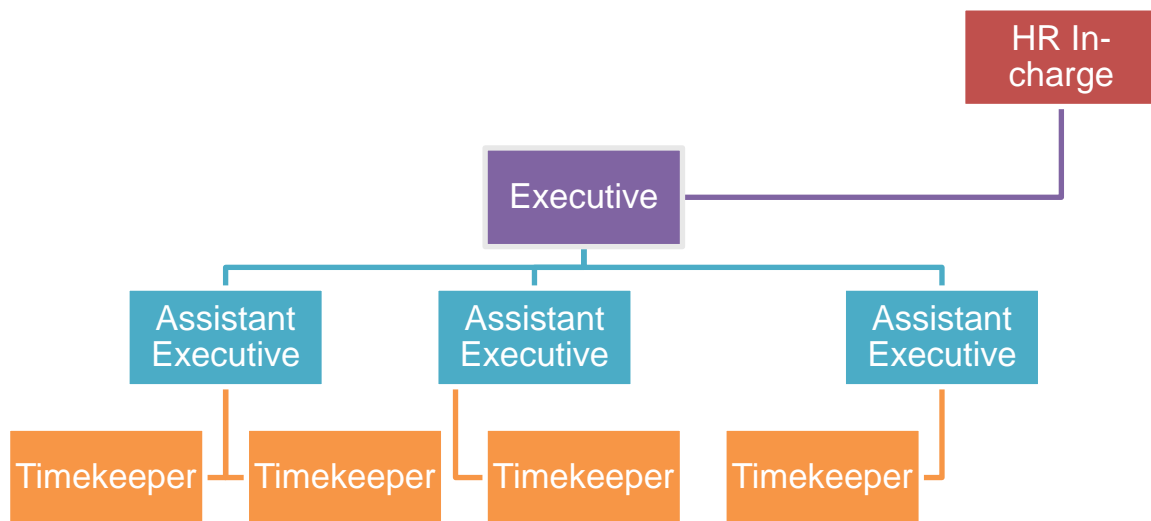 HR In-
charge
Executive
Assistant
Executive
Assistant
Executive
Assistant
Executive
Timekeeper
Timekeeper
Timekeeper
Timekeeper